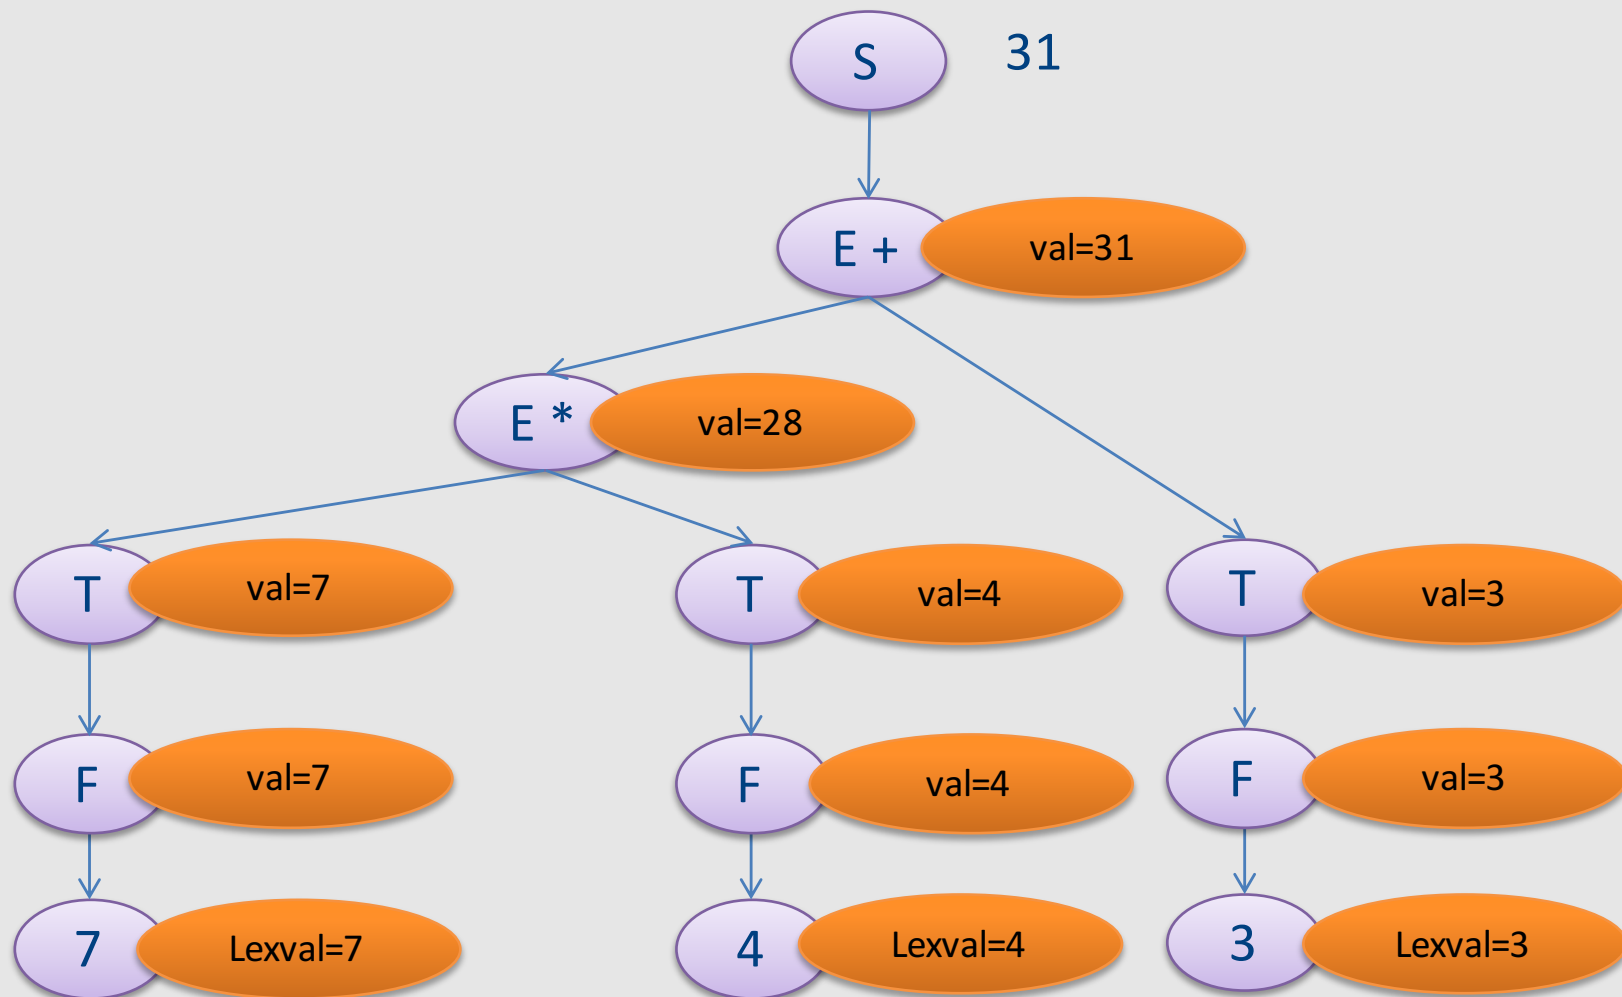 S 31
E + val=31
E * val=28
T val=7 T val=4 T val=3
F val=7 F val=4 F val=3
7 Lexval=7 4 Lexval=4 3 Lexval=3